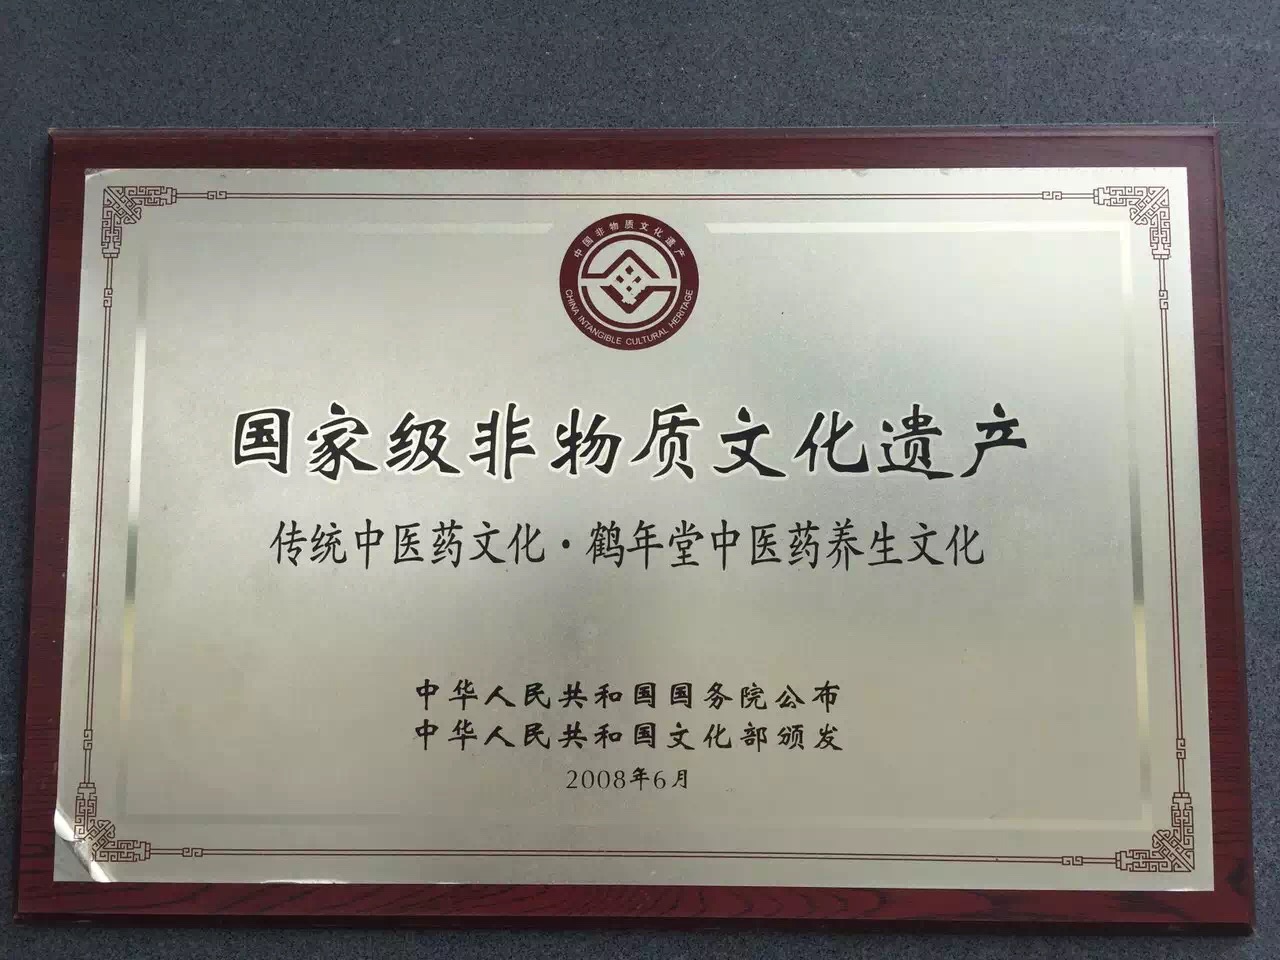 中国非物质文化遗产
CHINA INTANGIBLE CULTURAL HERITAGE
国家级非物质文化遗产
传统中医药文化·鹤年堂中医药养生文化
中华人民共和国国务院公布
中华人民共和国文化部颁发
2008年6月